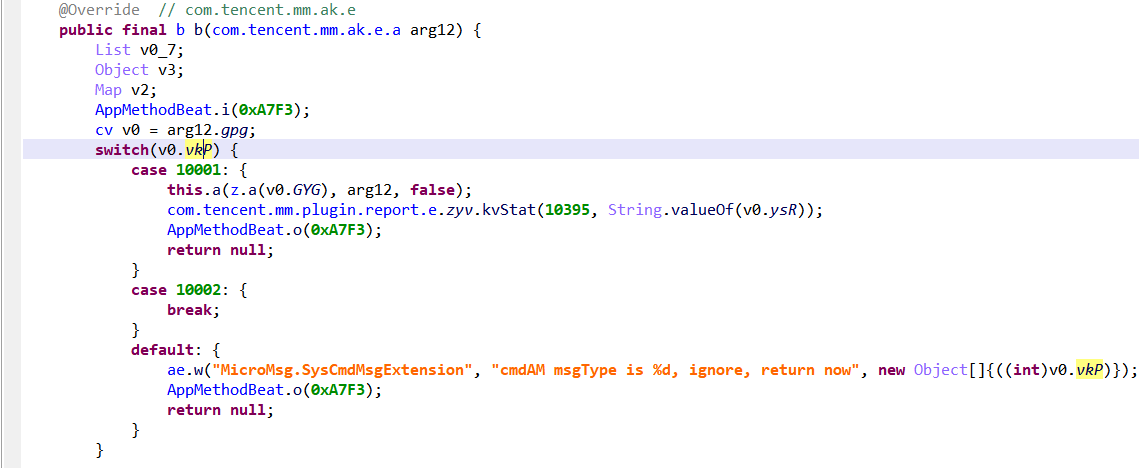 @Override  // com.tencent.mm.ak.e
public final b b(com.tencent.mm.ak.e.a arg12) {
    List v0_7;
    Object v3;
    Map v2;
    AppMethodBeat.i(0xA7F3);
    cv v0 = arg12.gpg;
    switch(v0.vkP) {
        case 10001: {
            this.a(z.a(v0.GYG), arg12, false);
            com.tencent.mm.plugin.report.e.zyv.kvStat(10395, String.valueOf(v0.ysR));
            AppMethodBeat.o(0xA7F3);
            return null;
        }
        case 10002: {
            break;
        }
        default: {
            ae.w("MicroMsg.SysCmdMsgExtension", "cmdAM msgType is %d, ignore, return now", new Object[]{((int)v0.vkP)});
            AppMethodBeat.o(0xA7F3);
            return null;
        }
    }